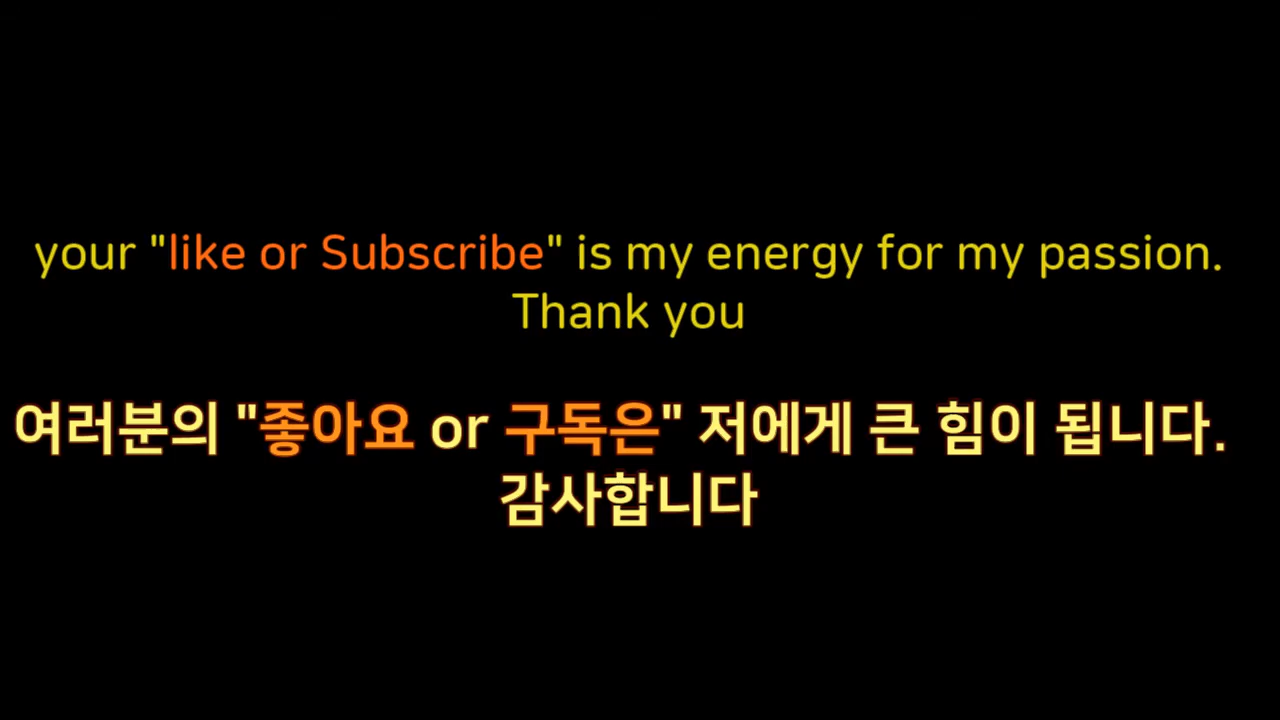 your "like or Subscribe" is my energy for my passion.
Thank you
여러분의 "좋아요 or 구독은" 저에게 큰 힘이 됩니다.
감사합니다